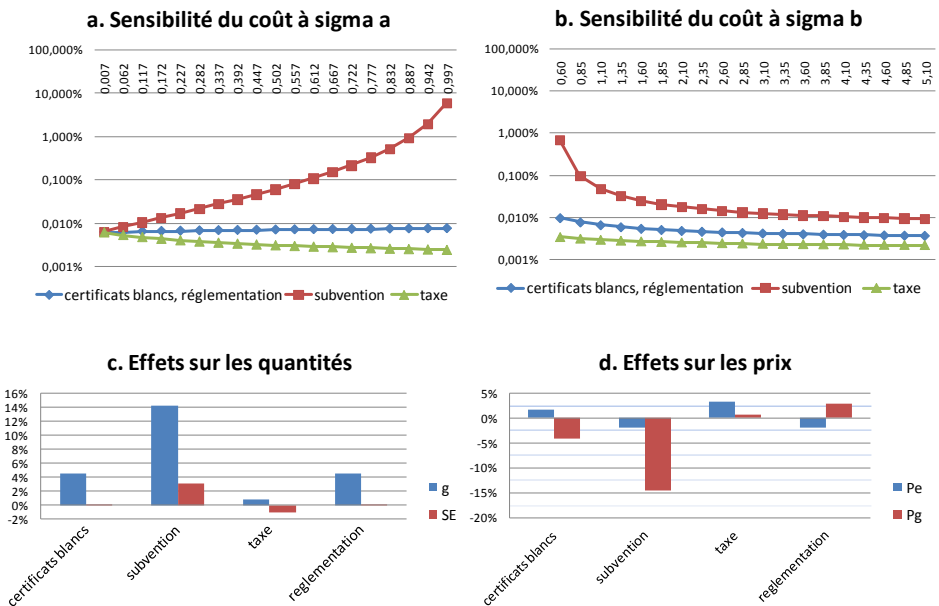 a. Sensibilité du coût à sigma a
100,000%
10,000%
1,000%
0,100%
0,010%
0,001%
0,007 0,062 0,117 0,172 0,227 0,282 0,337 0,392 0,447 0,502 0,557 0,612 0,667 0,722 0,777 0,832 0,887 0,942 0,997
certificats blancs, réglementation subvention taxe
b. Sensibilité du coût à sigma b
100,000%
10,000%
1,000%
0,100%
0,010%
0,001%
0,60 0,85 1,10 1,35 1,60 1,85 2,10 2,35 2,60 2,85 3,10 3,35 3,60 3,85 4,10 4,35 4,60 4,85 5,10
certificats blancs, réglementation subvention taxe
c. Effets sur les quantités
16%
14%
12%
10%
8%
6%
4%
2%
0%
-2%
certificats blancs
subvention
taxe
reglementation
g
SE
d. Effets sur les prix
5%
0%
-5%
-10%
-15%
-20%
certificats blancs
subvention
taxe
reglementation
Pe
Pg